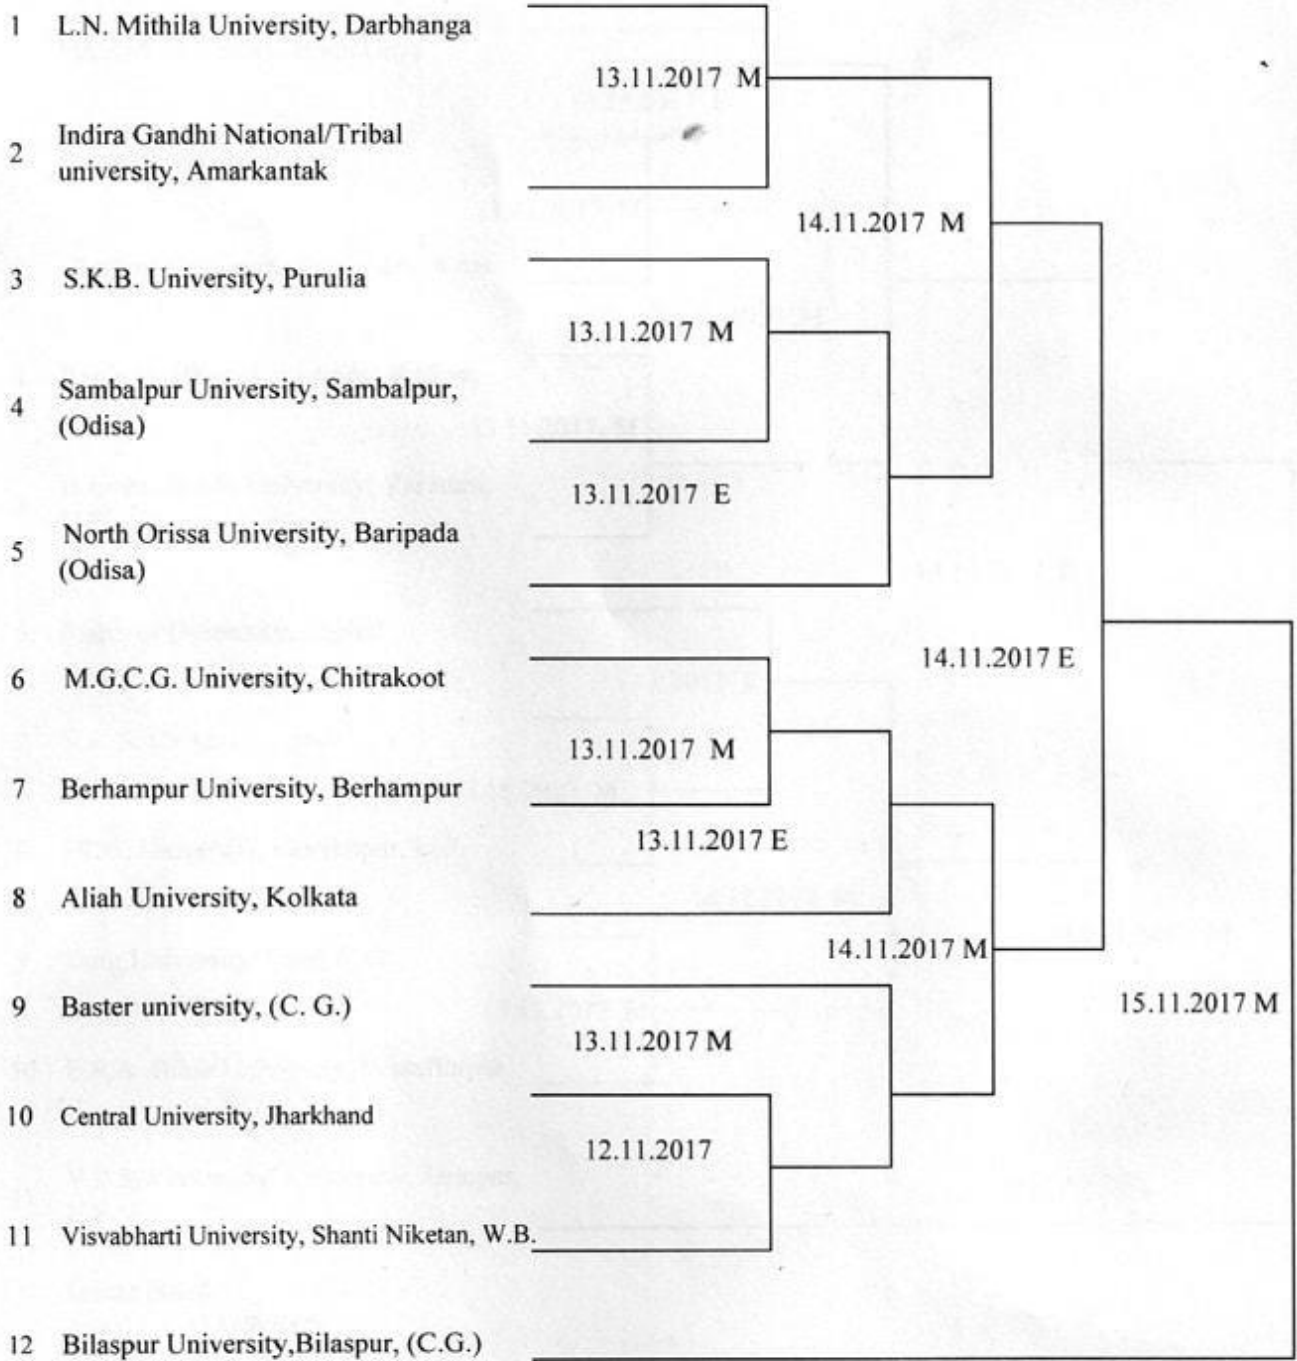 1 L.N. Mithila University, Darbhanga
13.11.2017 M
2 Indira Gandhi National/Tribal
university, Amarkantak
14.11.2017 M
3 S.K.B. University, Purulia
13.11.2017 M
4 Sambalpur University, Sambalpur,
(Odisa)
13.11.2017 E
5 North Orissa University, Baripada
(Odisa)
14.11.2017 E
6 M.G.C.G. University, Chitrakoot
13.11.2017 M
7 Berhampur University, Berhampur
13.11.2017 E
8 Aliah University, Kolkata
14.11.2017 M
9 Baster university, (C. G.)
15.11.2017 M
13.11.2017 M
10 Central University, Jharkhand
12.11.2017
11 Visvabharti University, Shanti Niketan, W.B.
12 Bilaspur University,Bilaspur, (C.G.)